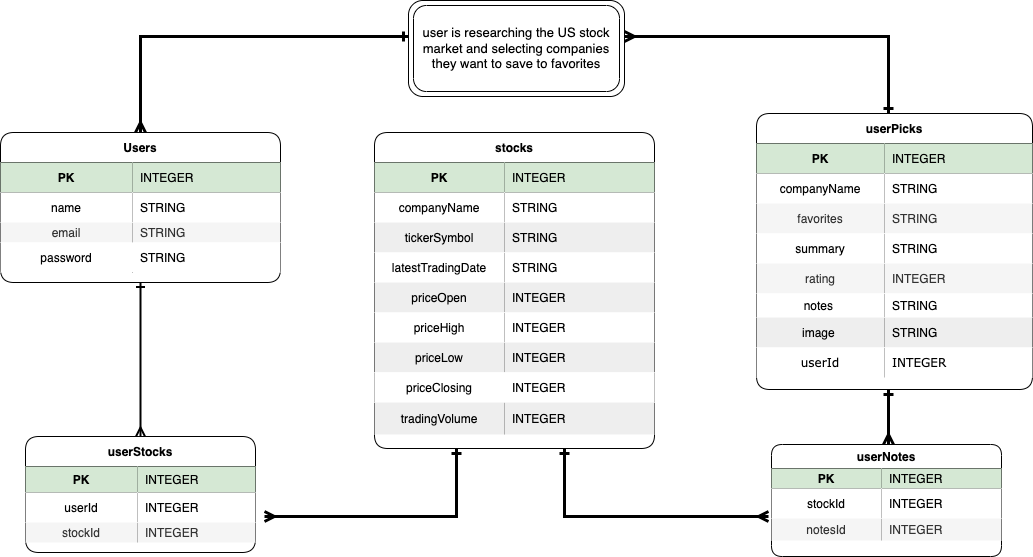 user is researching the US stock
market and selecting companies
they want to save to favorites
Users
PK INTEGER
name STRING
email STRING
password STRING
stocks
PK INTEGER
companyName STRING
tickerSymbol STRING
latestTradingDate STRING
priceOpen INTEGER
priceHigh INTEGER
priceLow INTEGER
priceClosing INTEGER
tradingVolume INTEGER
userPicks
PK INTEGER
companyName STRING
favorites STRING
summary STRING
rating INTEGER
notes STRING
image STRING
userId INTEGER
userStocks
PK INTEGER
userId INTEGER
stockId INTEGER
userNotes
PK INTEGER
stockId INTEGER
notesId INTEGER